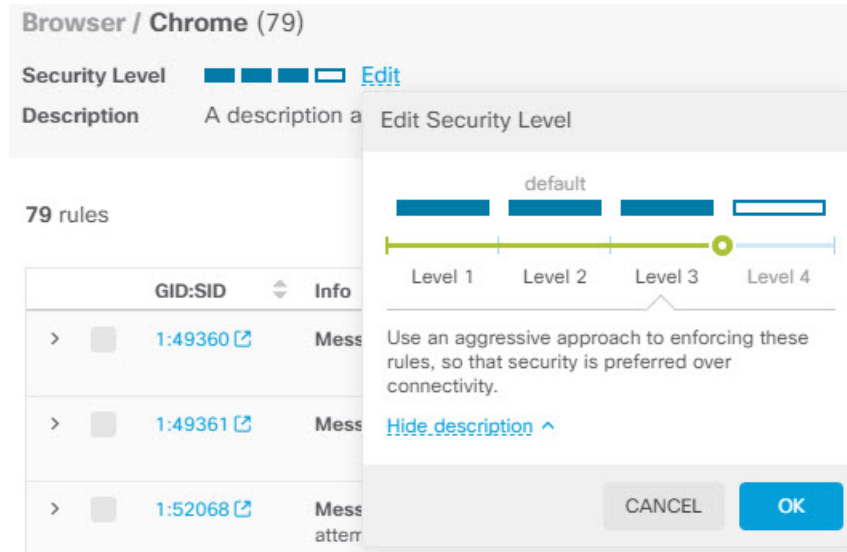 Browser / Chrome (79)
Security Level Edit
Description A description a
Edit Security Level
default
Level 1 Level 2 Level 3 Level 4
Use an aggressive approach to enforcing these
rules, so that security is preferred over
connectivity.
Hide description
CANCEL OK
79 rules
GID:SID Info
1:49360 Mess
1:49361 Mess
1:52068 Mess
attem